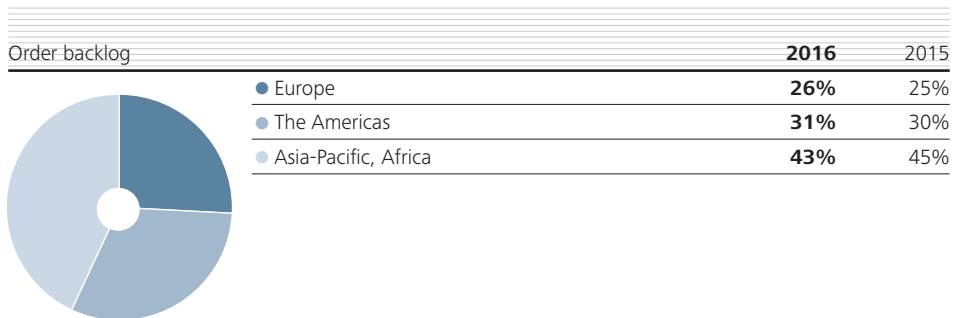 Order backlog 2016 2015
Europe 26% 25%
The Americas 31% 30%
Asia-Pacific, Africa 43% 45%